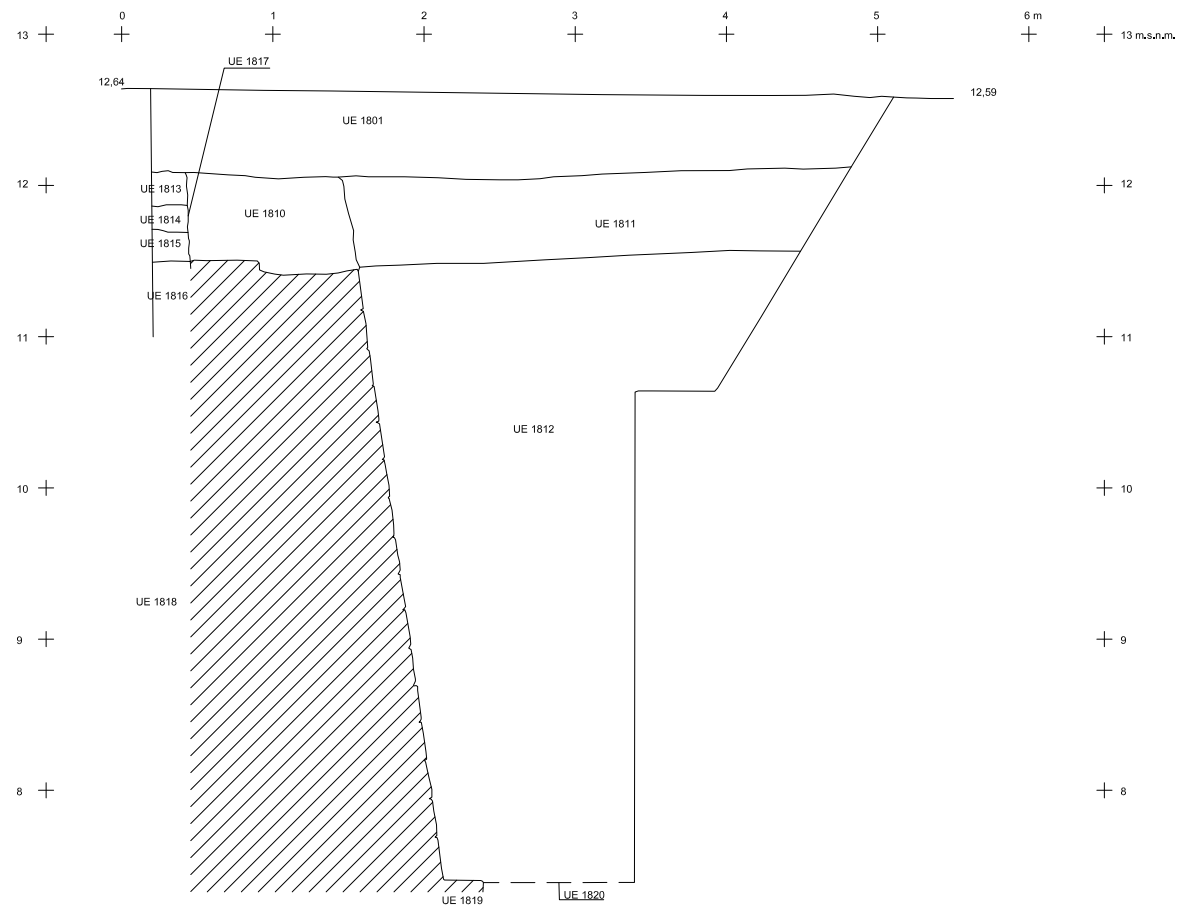 0 1 2 3 4 5 6 m
13 13 m.s.n.m.
UE 1817
12,64 12,59
UE 1801
12 12
UE 1813
UE 1810
UE 1814 UE 1811
UE 1815
UE 1816
11 11
UE 1812
10 10
UE 1818
9 9
8 8
UE 1819 UE 1820